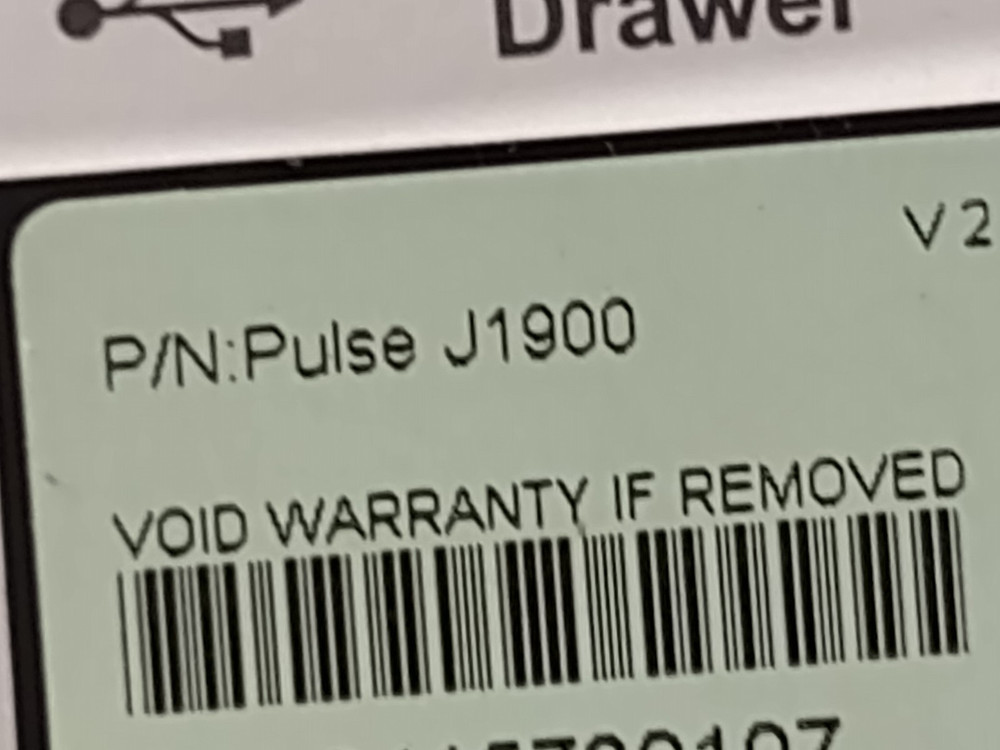 Drawer
V 2
P/N:Pulse J1900
VOID WARRANTY IF REMOVED